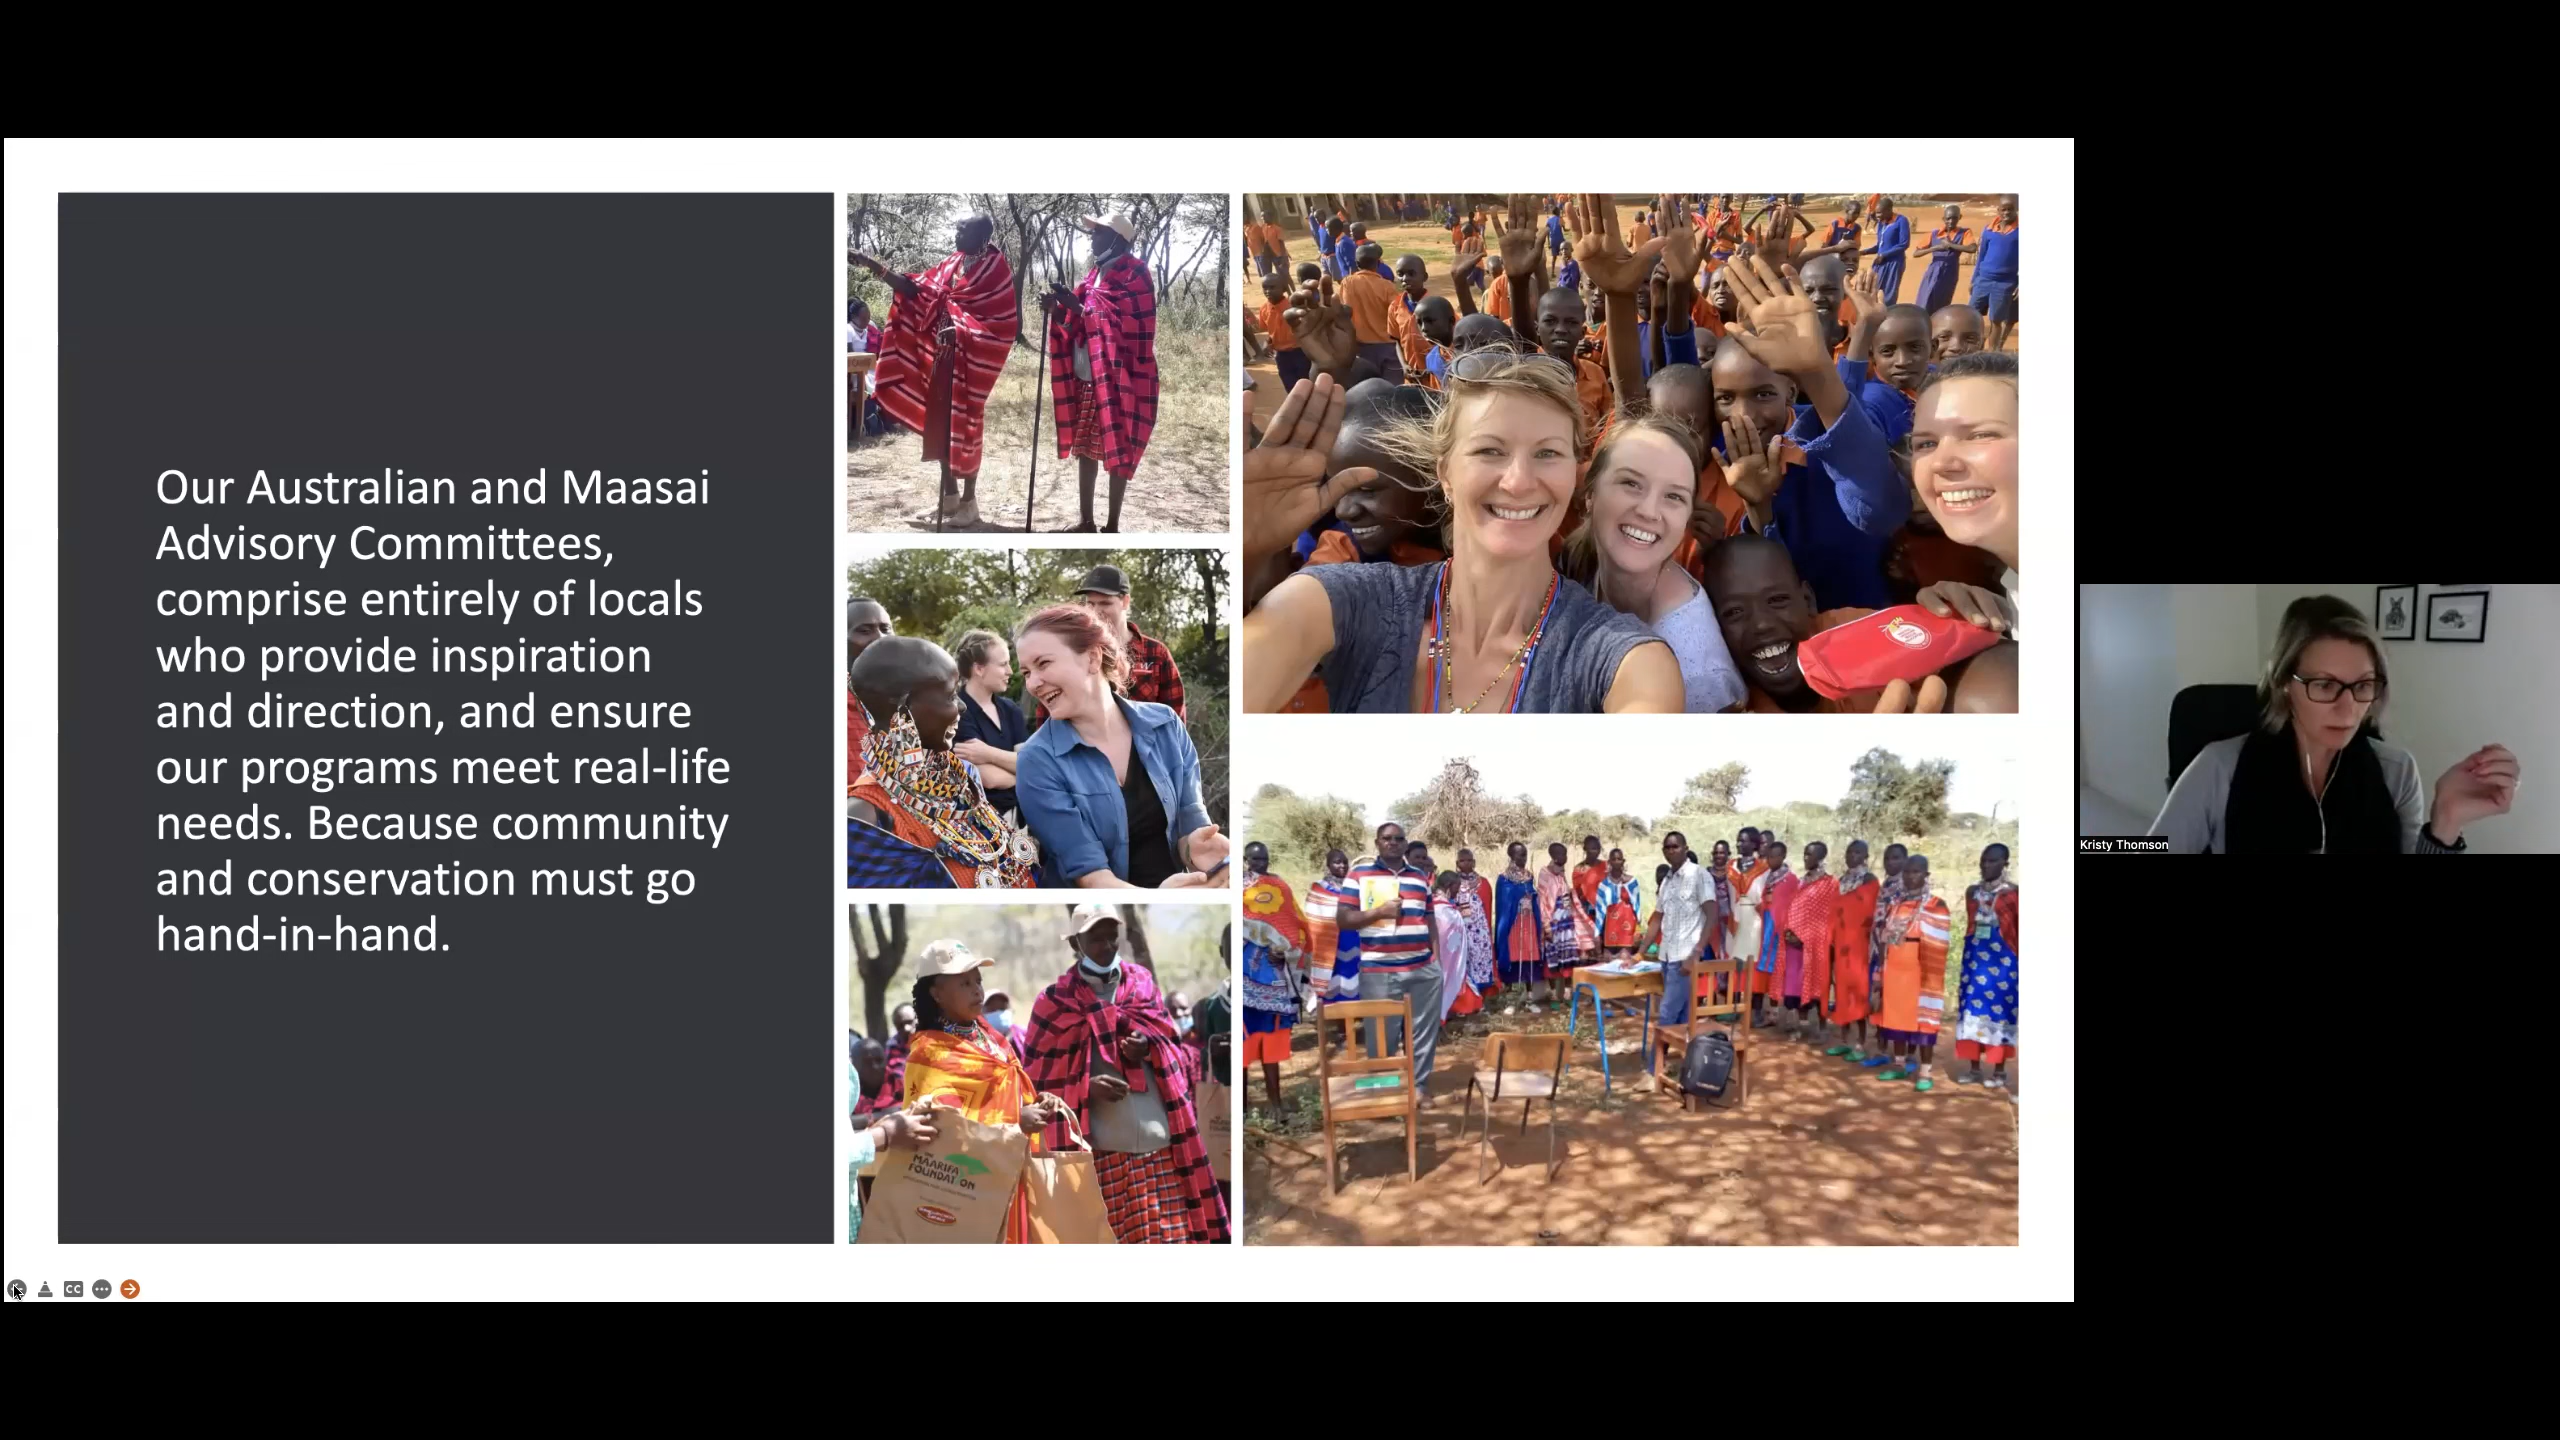 Our Australian and Maasai
Advisory Committees,
comprise entirely of locals
who provide inspiration
and direction, and ensure
our programs meet real-life
needs. Because community
and conservation must go
hand-in-hand.
MAARIFA
FOUNDATION
CC
Kristy Thomson